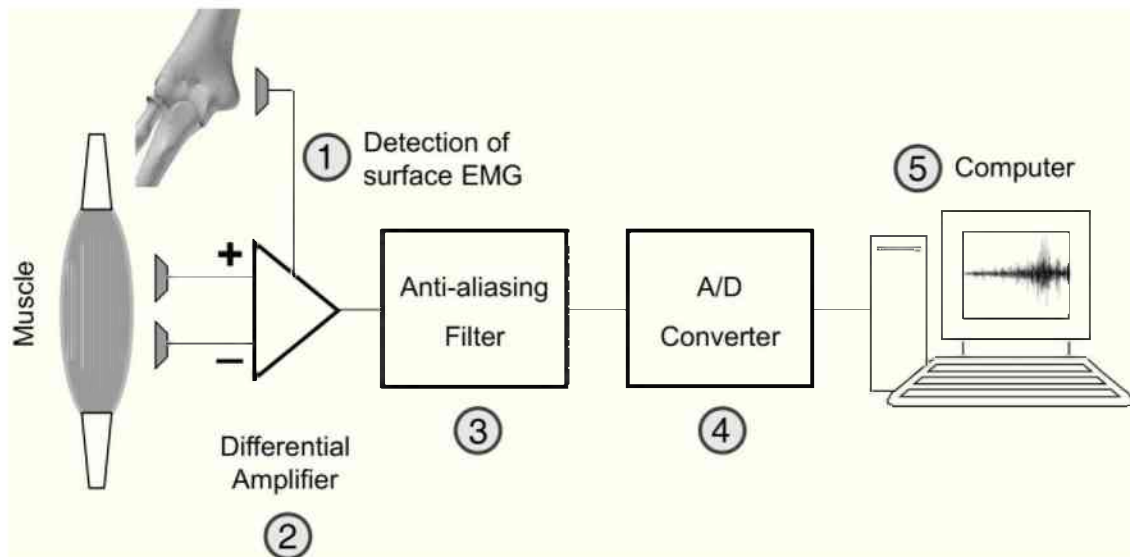 1
Detection of
surface EMG
5
Computer
Muscle
+
−
Anti-aliasing
Filter
A/D
Converter
3
4
Differential
Amplifier
2